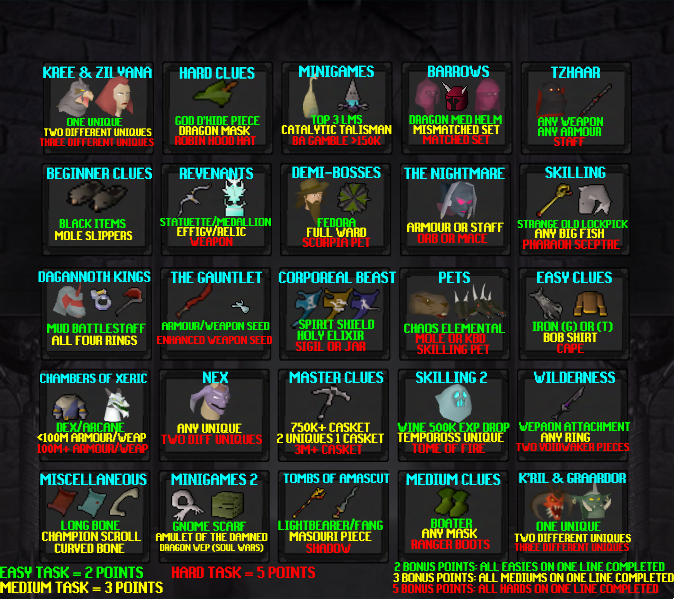 KREE & ZILYANA
ONE UNIQUE
TWO DIFFERENT UNIQUES
THREE DIFFERENT UNIQUES
HARD CLUES
GOD D'HIDE PIECE
DRAGON MASK
ROBIN HOOD HAT
MINIGAMES
TOP 3 LMS
CATALYTIC TALISMAN
BA GAMBLE >150K
BARROWS
DRAGON MED HELM
MISMATCHED SET
MATCHED SET
TZHAAR
ANY WEAPON
ANY ARMOUR
STAFF
BEGINNER CLUES
BLACK ITEMS
MOLE SLIPPERS
REVENANTS
STATUETTE/MEDALLION
EFFIGY/RELIC
WEAPON
DEMI-BOSSES
FEDORA
FULL WARD
SCORPIA PET
THE NIGHTMARE
ARMOUR OR STAFF
ORB OR MACE
SKILLING
STRANGE OLD LOCKPICK
ANY BIG FISH
PHARAOH SCEPTRE
DAGANNOTH KINGS
MUD BATTLESTAFF
ALL FOUR RINGS
THE GAUNTLET
ARMOUR/WEAPON SEED
ENHANCED WEAPON SEED
CORPOREAL BEAST
SPIRIT SHIELD
HOLY ELIXIR
SIGIL OR JAR
PETS
CHAOS ELEMENTAL
MOLE OR KBD
SKILLING PET
EASY CLUES
IRON (G) OR (T)
BOB SHIRT
CAPE
CHAMBERS OF XERIC
DEX/ARCANE
<100M ARMOUR/WEAP
100M+ ARMOUR/WEAP
NEX
ANY UNIQUE
TWO DIFF UNIQUES
MASTER CLUES
750K+ CASKET
2 UNIQUES 1 CASKET
3M+ CASKET
SKILLING 2
WINE 500K EXP DROP
TEMPOROSS UNIQUE
TOME OF FIRE
WILDERNESS
WEPAON ATTACHMENT
ANY RING
TWO VOIDWAKER PIECES
MISCELLANEOUS
LONG BONE
CHAMPION SCROLL
CURVED BONE
MINIGAMES 2
GNOME SCARF
AMULET OF THE DAMNED
DRAGON WEP (SOUL WARS)
TOMBS OF AMASCUT
LIGHTBEARER/FANG
MASOURI PIECE
SHADOW
MEDIUM CLUES
BOATER
ANY MASK
RANGER BOOTS
K'RIL & GRAARDOR
ONE UNIQUE
TWO DIFFERENT UNIQUES
THREE DIFFERENT UNIQUES
EASY TASK = 2 POINTS
HARD TASK = 5 POINTS
MEDIUM TASK = 3 POINTS
2 BONUS POINTS: ALL EASIES ON ONE LINE COMPLETED
3 BONUS POINTS: ALL MEDIUMS ON ONE LINE COMPLETED
5 BONUS POINTS: ALL HARDS ON ONE LINE COMPLETED